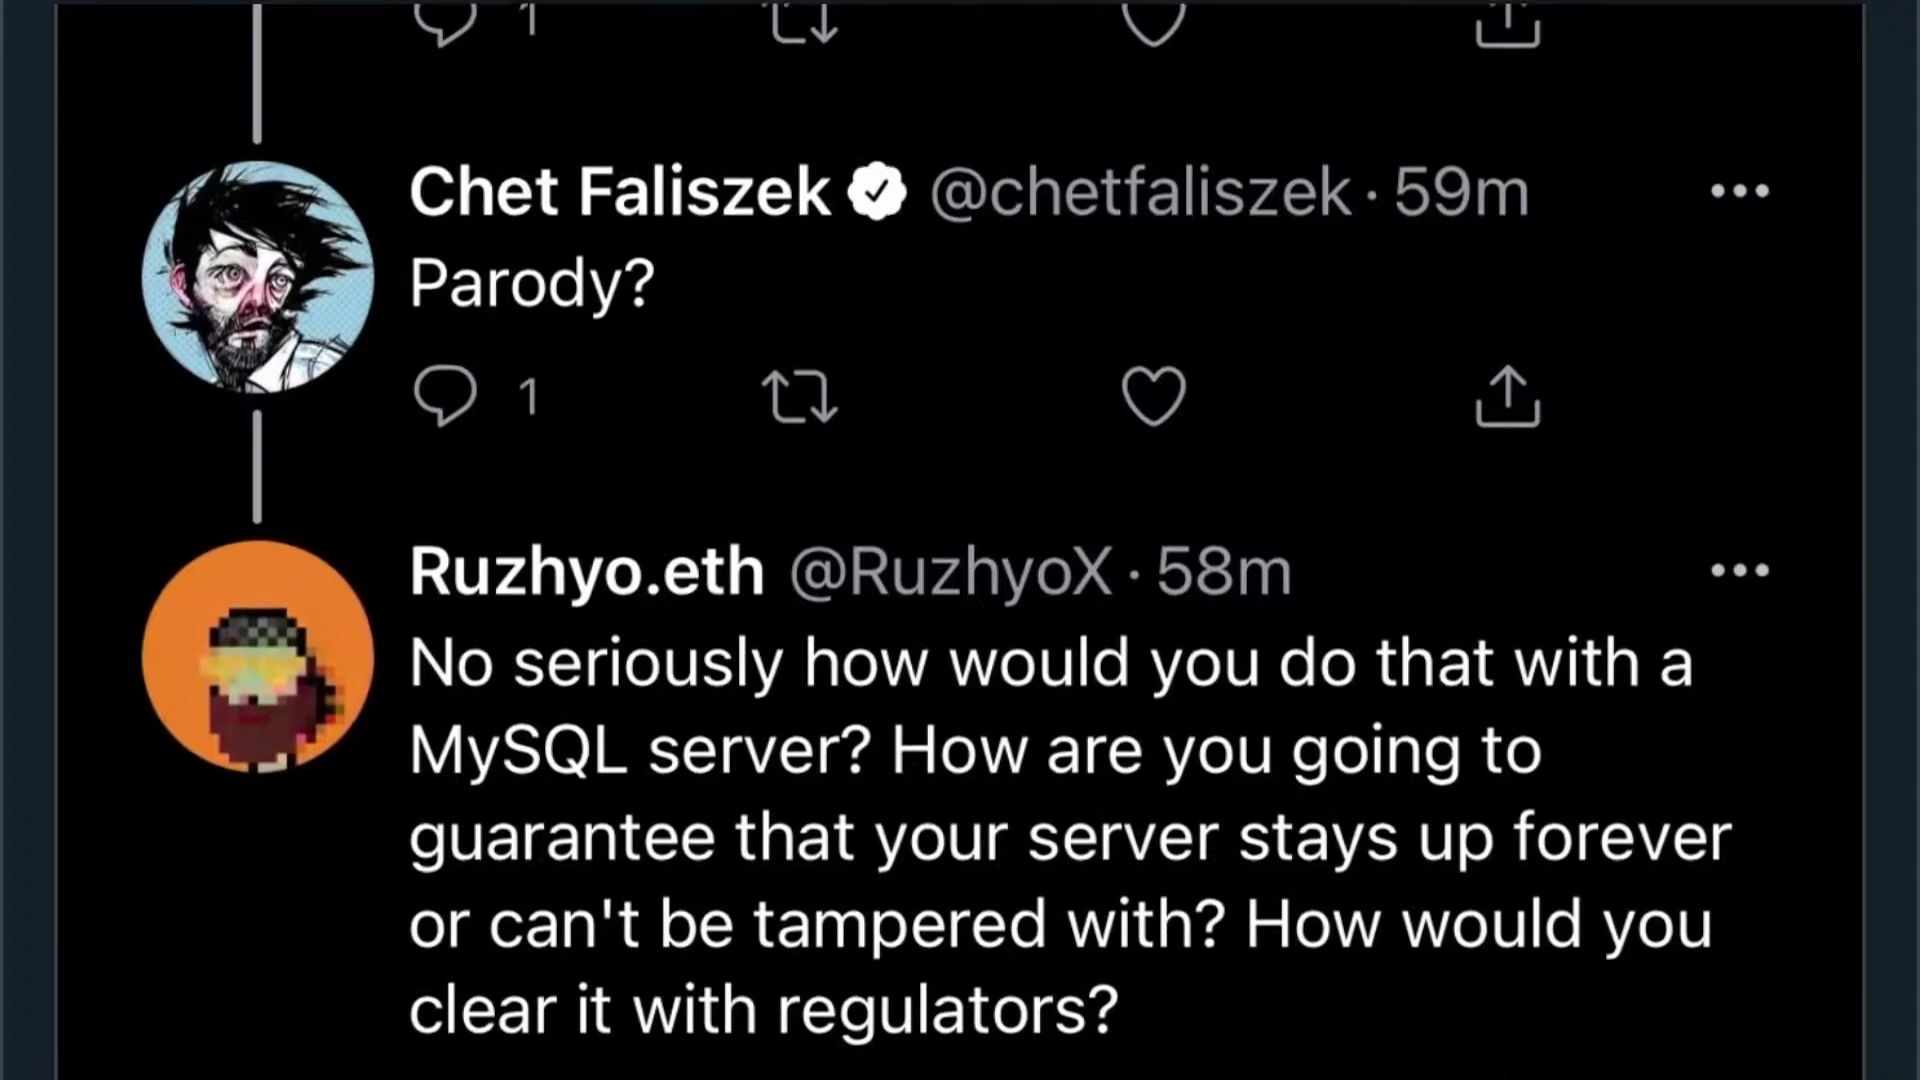 1
Chet Faliszek @chetfaliszek · 59m
Parody?
1
Ruzhyo.eth @RuzhyoX · 58m
No seriously how would you do that with a
MySQL server? How are you going to
guarantee that your server stays up forever
or can't be tampered with? How would you
clear it with regulators?